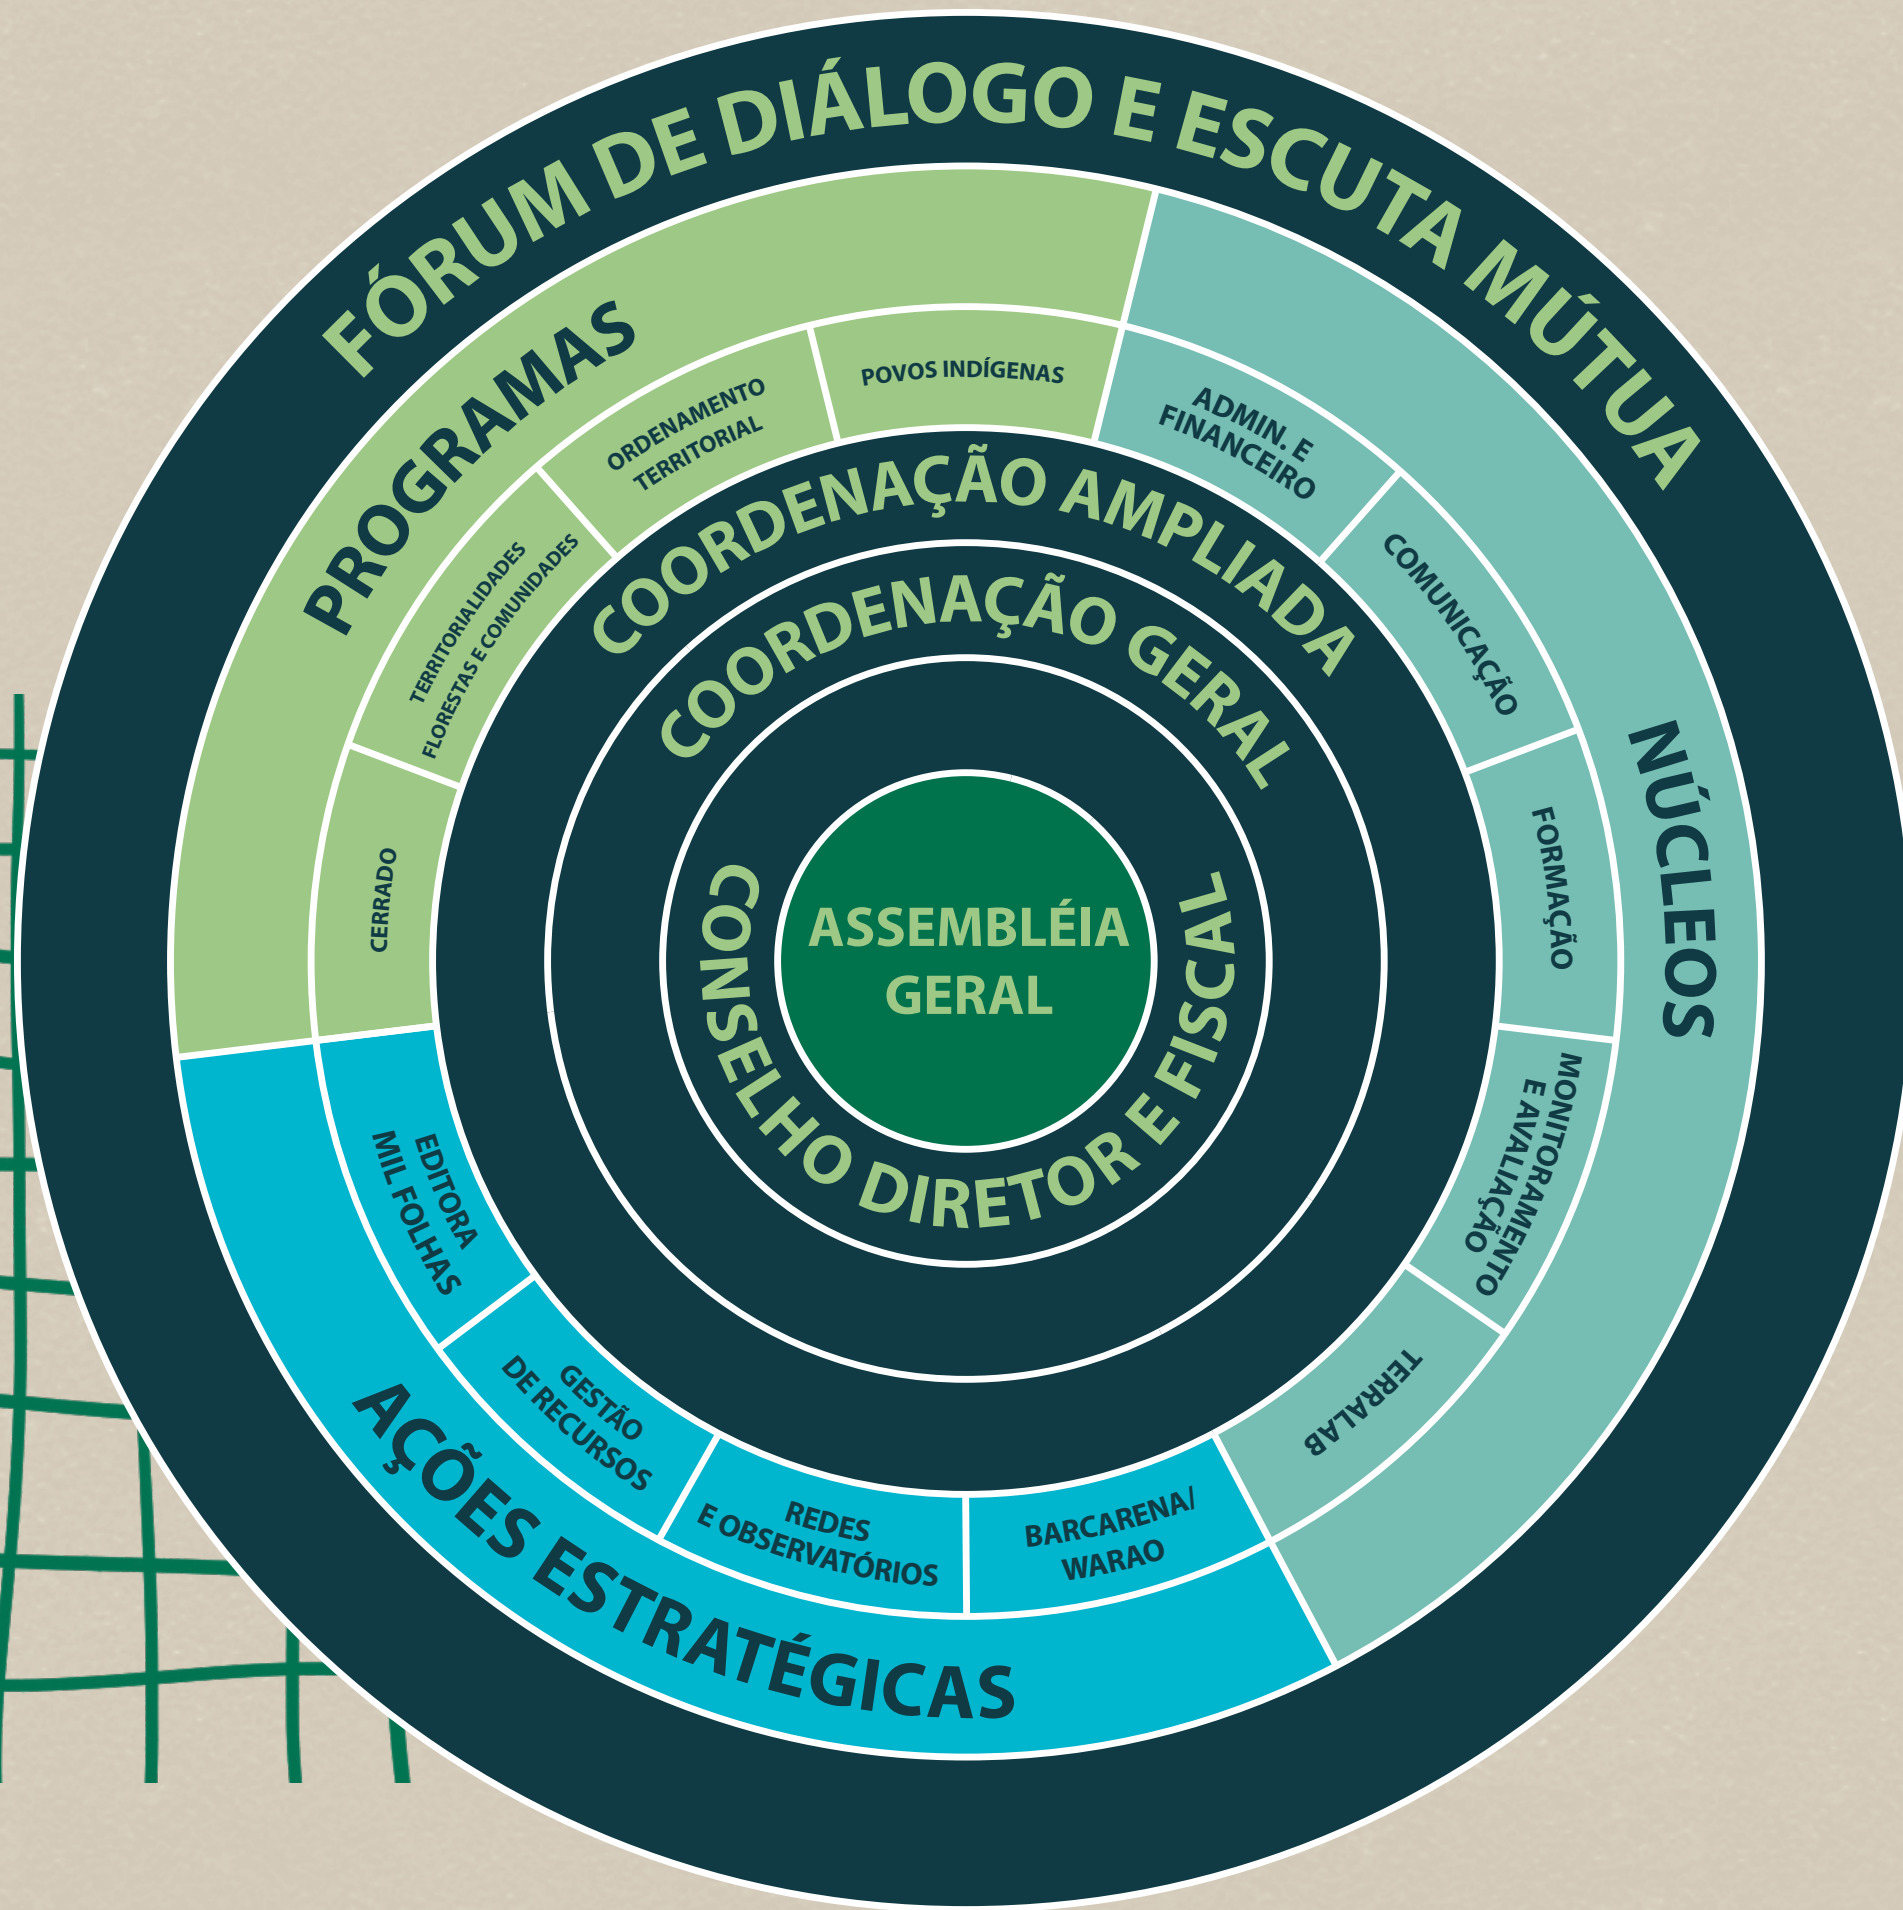 FÓRUM DE DIÁLOGO E ESCUTA MÚTUA
PROGRAMAS
CERRADO
TERRITORIALIDADES
FLORESTAS E COMUNIDADES
ORDENAMENTO
TERRITORIAL
POVOS INDÍGENAS
NÚCLEOS
ADMIN. E
FINANCEIRO
COMUNICAÇÃO
FORMAÇÃO
MONITORAMENTO
E AVALIAÇÃO
TERRALAB
AÇÕES ESTRATÉGICAS
EDITORA
MIL FOLHAS
GESTÃO
DE RECURSOS
REDES
E OBSERVATÓRIOS
BARCARENA/
WARAO
COORDENAÇÃO AMPLIADA
COORDENAÇÃO GERAL
CONSELHO DIRETOR E FISCAL
ASSEMBLÉIA
GERAL